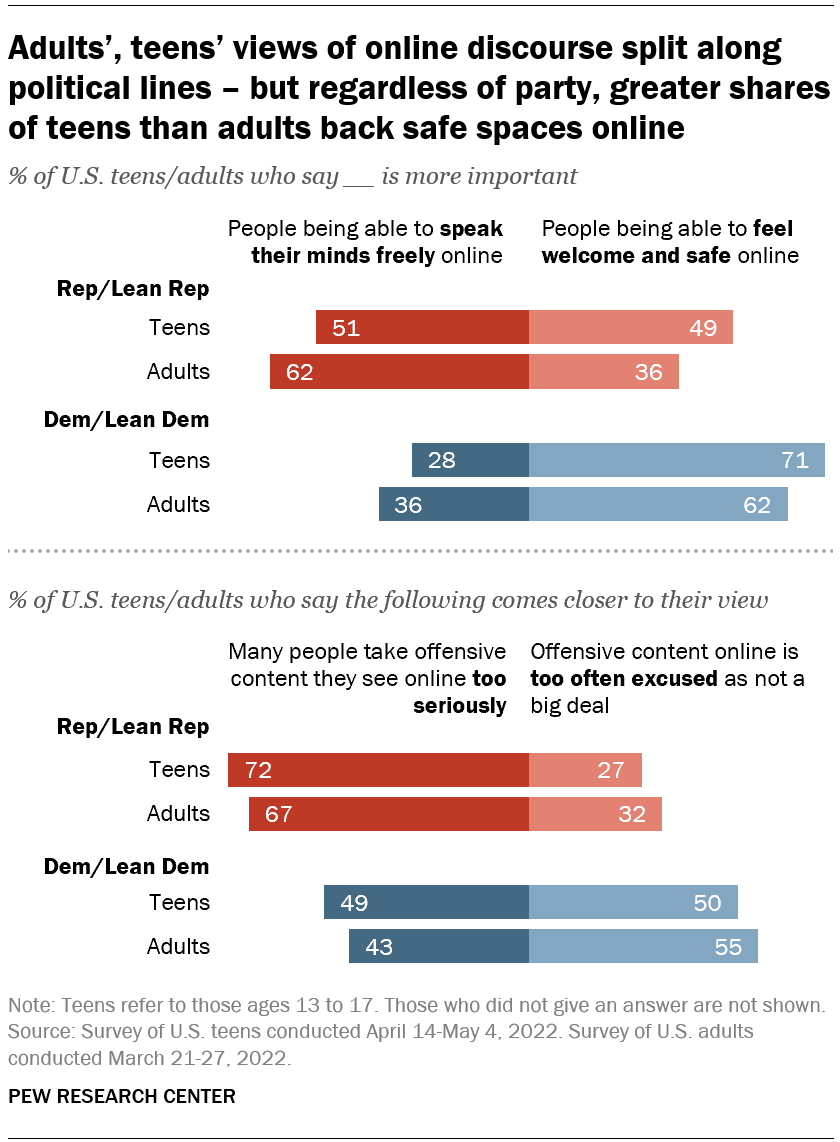 Adults’, teens’ views of online discourse split along
political lines – but regardless of party, greater shares
of teens than adults back safe spaces online
% of U.S. teens/adults who say __ is more important
People being able to speak
their minds freely online
People being able to feel
welcome and safe online
Rep/Lean Rep
Teens 51 49
Adults 62 36
Dem/Lean Dem
Teens 28 71
Adults 36 62
% of U.S. teens/adults who say the following comes closer to their view
Many people take offensive
content they see online too
seriously
Offensive content online is
too often excused as not a
big deal
Rep/Lean Rep
Teens 72 27
Adults 67 32
Dem/Lean Dem
Teens 49 50
Adults 43 55
Note: Teens refer to those ages 13 to 17. Those who did not give an answer are not shown.
Source: Survey of U.S. teens conducted April 14-May 4, 2022. Survey of U.S. adults
conducted March 21-27, 2022.
PEW RESEARCH CENTER